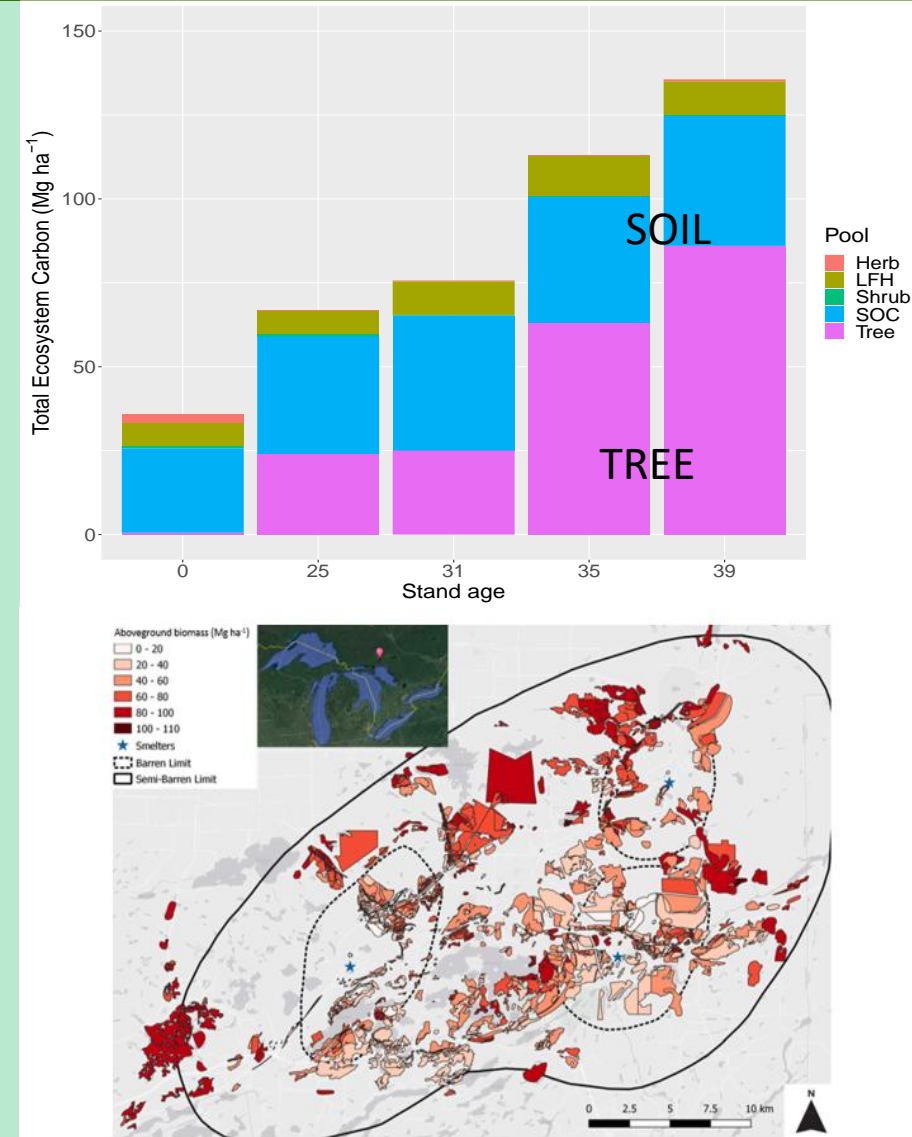 150
100
50
0
Total Ecosystem Carbon (Mg ha⁻¹)
SOIL
TREE
0 25 31 35 39
Stand age
Pool
Herb
LFH
Shrub
SOC
Tree
Aboveground biomass (Mg ha⁻¹)
0 - 20
20 - 40
40 - 60
60 - 80
80 - 100
100 - 110
Smelters
Barren Limit
Semi-Barren Limit
0 2.5 5 7.5 10 km
N